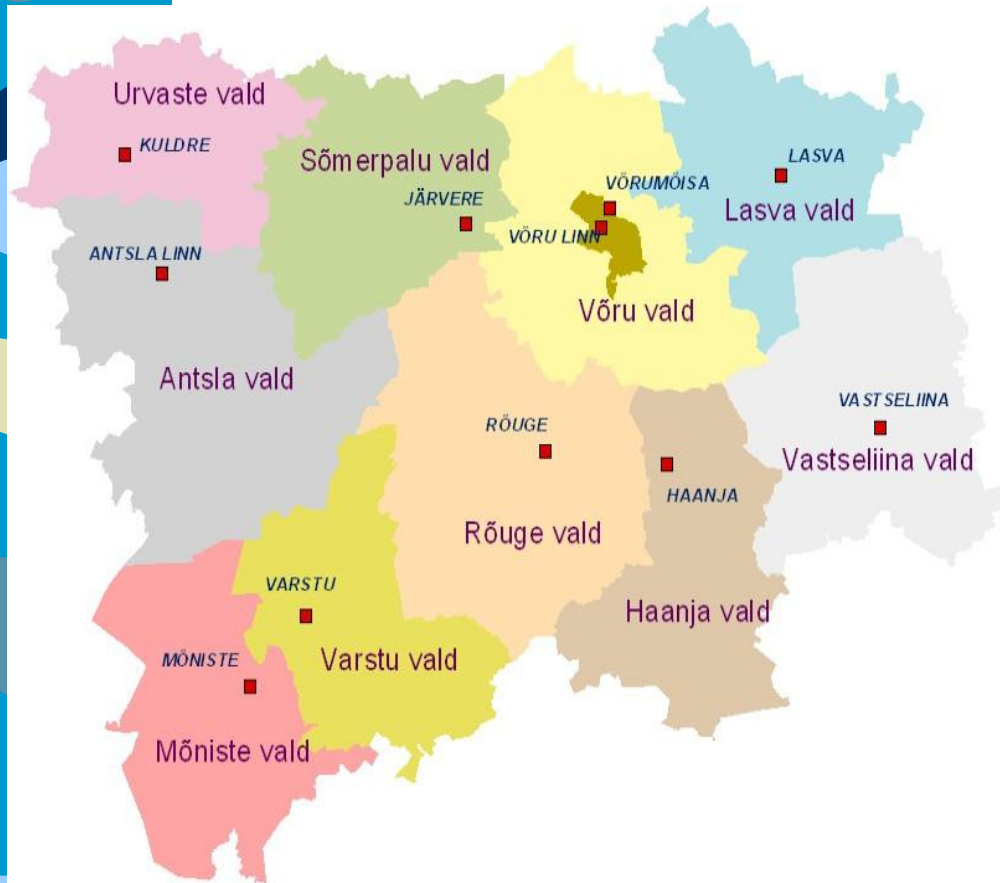 Urvaste vald
KULDRE
Sõmerpalu vald
JÄRVERE
LASVA
Lasva vald
VÕRUMÕISA
VÕRU LINN
Võru vald
ANTSLA LINN
Antsla vald
RÕUGE
Rõuge vald
HAANJA
Haanja vald
VASTSELIINA
Vastseliina vald
VARSTU
Varstu vald
MÕNISTE
Mõniste vald